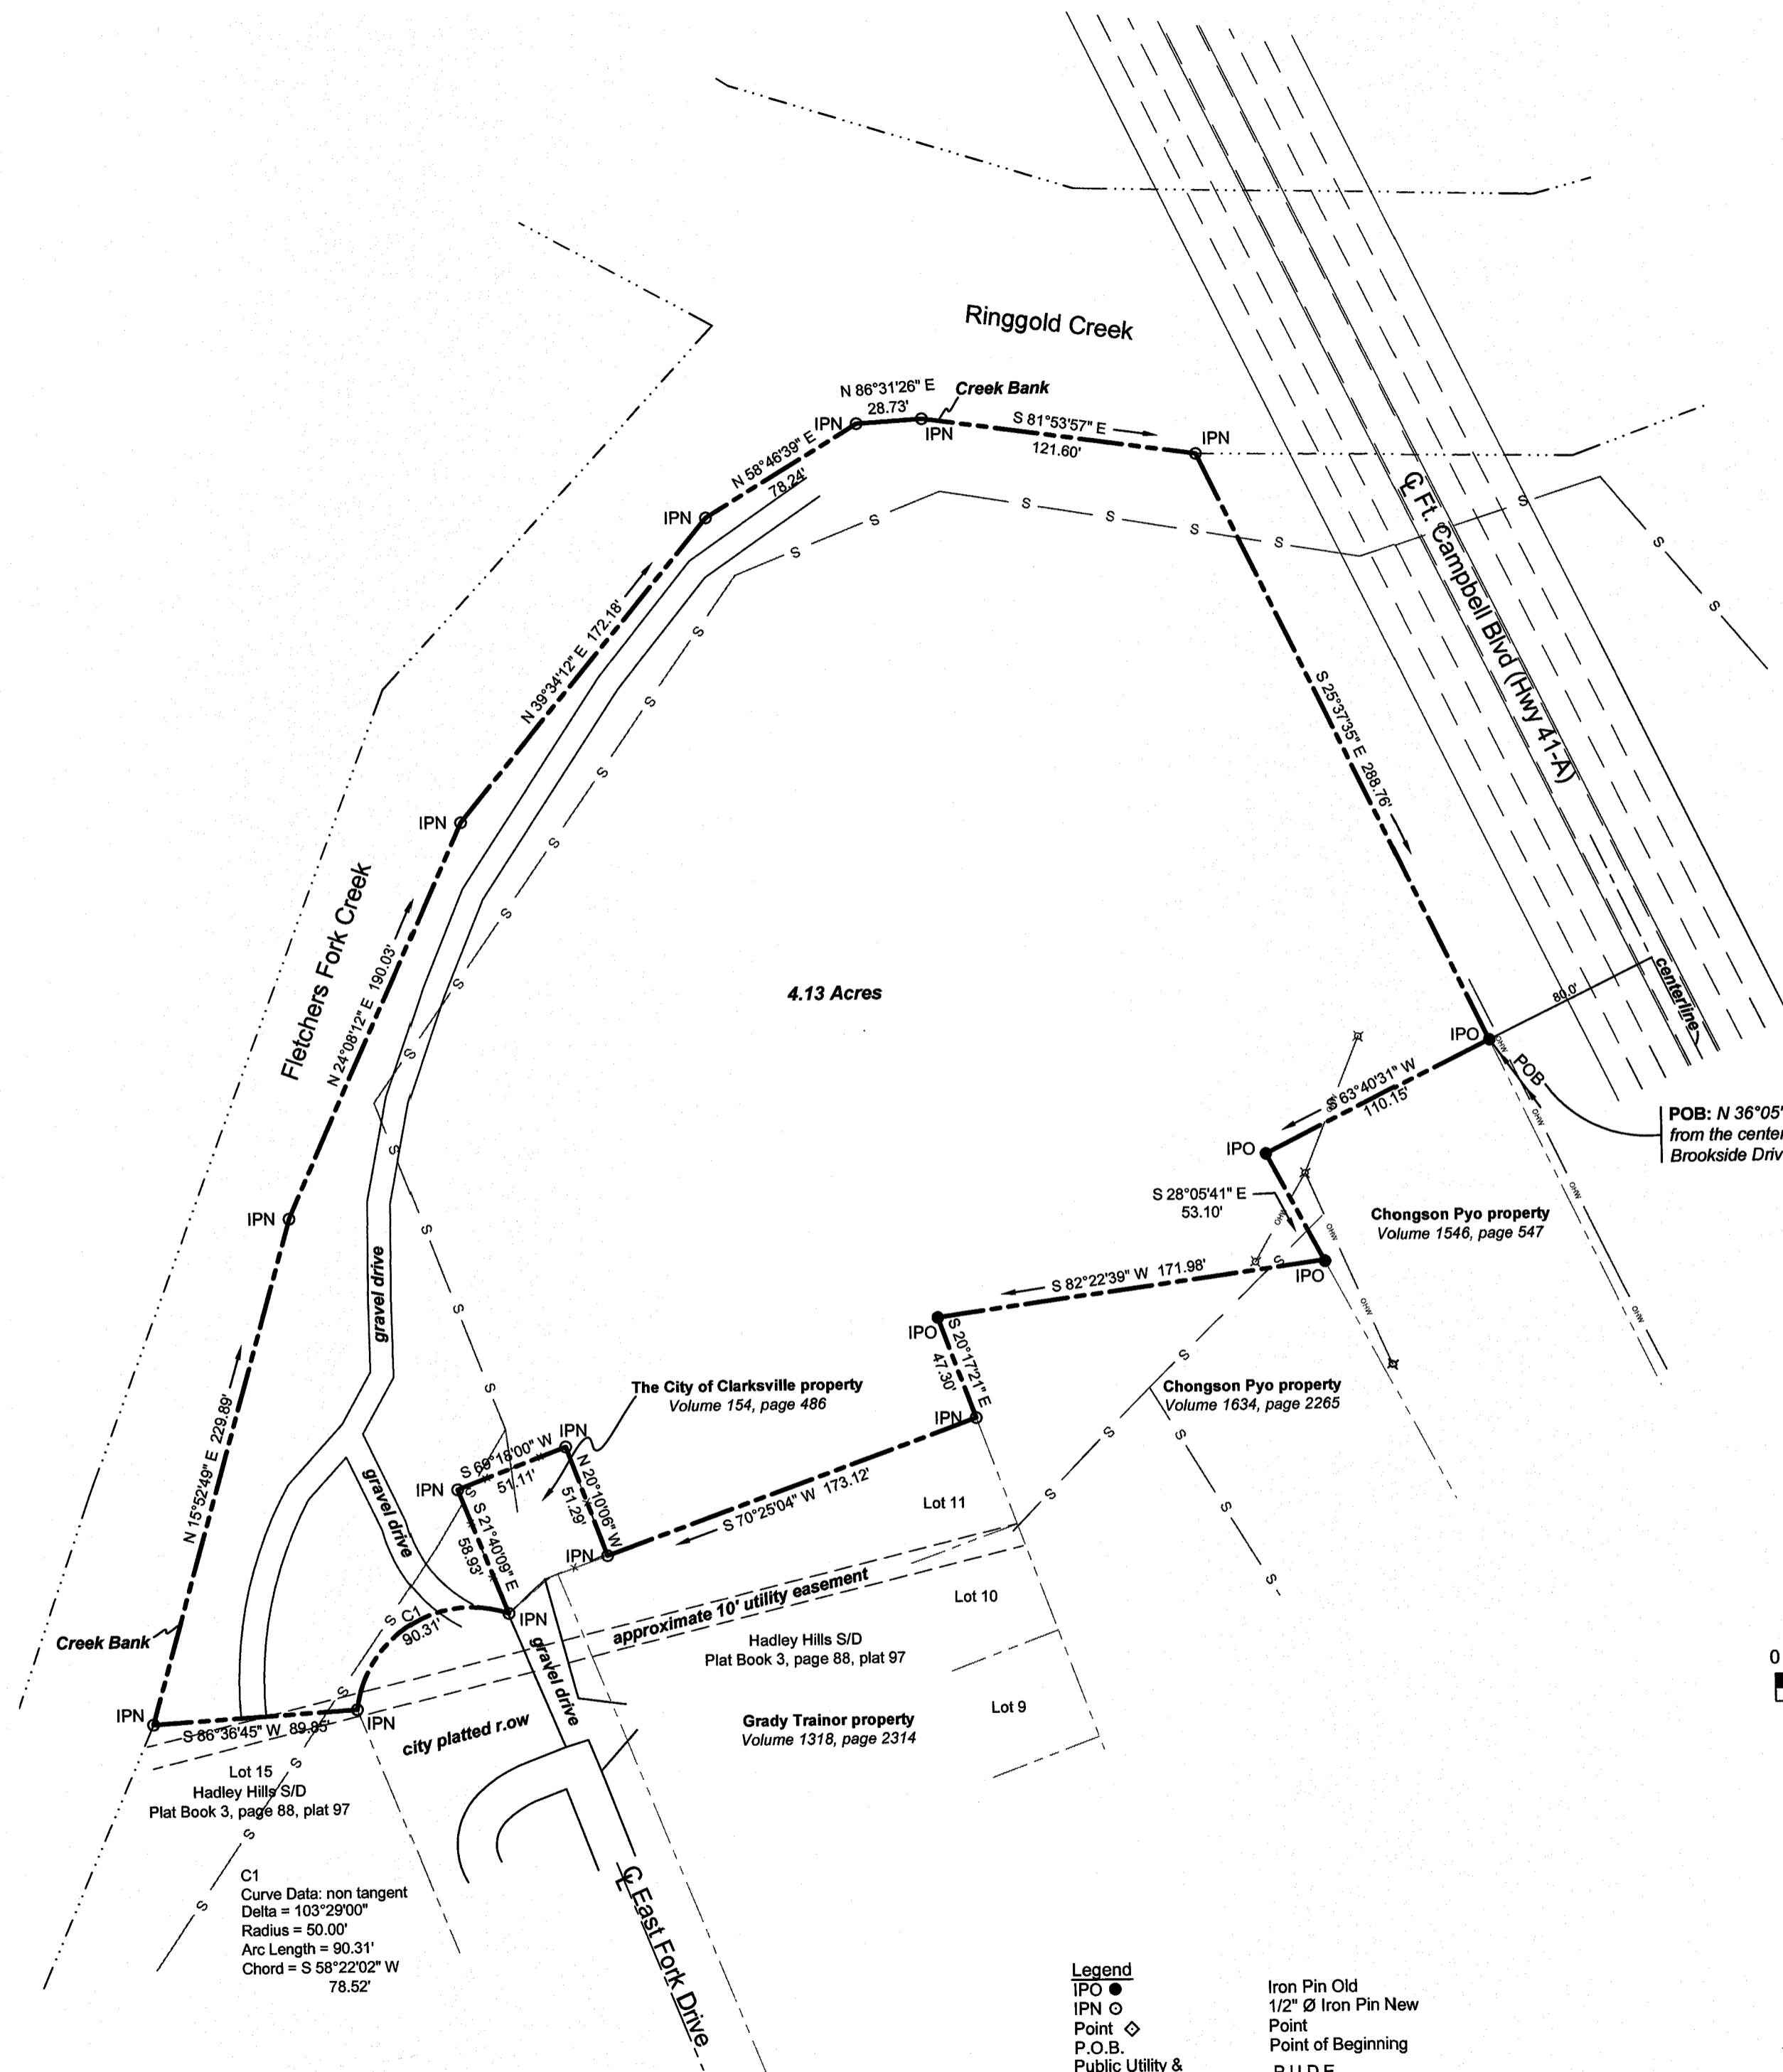 Ringgold Creek
N 86°31'26" E
28.73'
Creek Bank
IPN
IPN
S 81°53'57" E
121.60'
IPN
N 58°46'39" E
78.24'
IPN
℄ Ft. Campbell Blvd (Hwy 41-A)
S
S
S
S
S
S
S
S
S
N 39°34'12" E 172.18'
S 25°37'35" E 288.76'
S
S
S
S
S
IPN
Fletchers Fork Creek
N 24°08'12" E 190.03'
S
S
S
4.13 Acres
centerline
80.0'
IPO
OHW
POB
POB: N 36°05'
from the center
Brookside Driv
S 63°40'31" W
110.15'
OHW
IPO
S 28°05'41" E
53.10'
OHW
OHW
OHW
OHW
OHW
Chongson Pyo property
Volume 1546, page 547
IPN
S
S
S
gravel drive
S 82°22'39" W 171.98'
S
IPO
IPO
S 20°17'21" E
47.30'
IPN
The City of Clarksville property
Volume 154, page 486
Chongson Pyo property
Volume 1634, page 2265
S
S
S
S
S
S
S
N 15°52'49" E 229.89'
IPN
S 69°18'00" W
51.11'
IPN
N 20°10'06" W
51.29'
S
S 21°40'09" E
58.93'
gravel drive
S 70°25'04" W 173.12'
IPN
Lot 11
Lot 10
Lot 9
approximate 10' utility easement
Hadley Hills S/D
Plat Book 3, page 88, plat 97
Grady Trainor property
Volume 1318, page 2314
S
C1
90.31'
IPN
gravel drive
Creek Bank
IPN
S 86°36'45" W 89.85'
S
IPN
city platted r.ow
Lot 15
Hadley Hills S/D
Plat Book 3, page 88, plat 97
S
S
S
C1
Curve Data: non tangent
Delta = 103°29'00"
Radius = 50.00'
Arc Length = 90.31'
Chord = S 58°22'02" W
78.52'
℄ East Fork Drive
0
Legend
IPO Iron Pin Old
IPN 1/2" Ø Iron Pin New
Point Point
P.O.B. Point of Beginning
Public Utility & P.U.D.E.